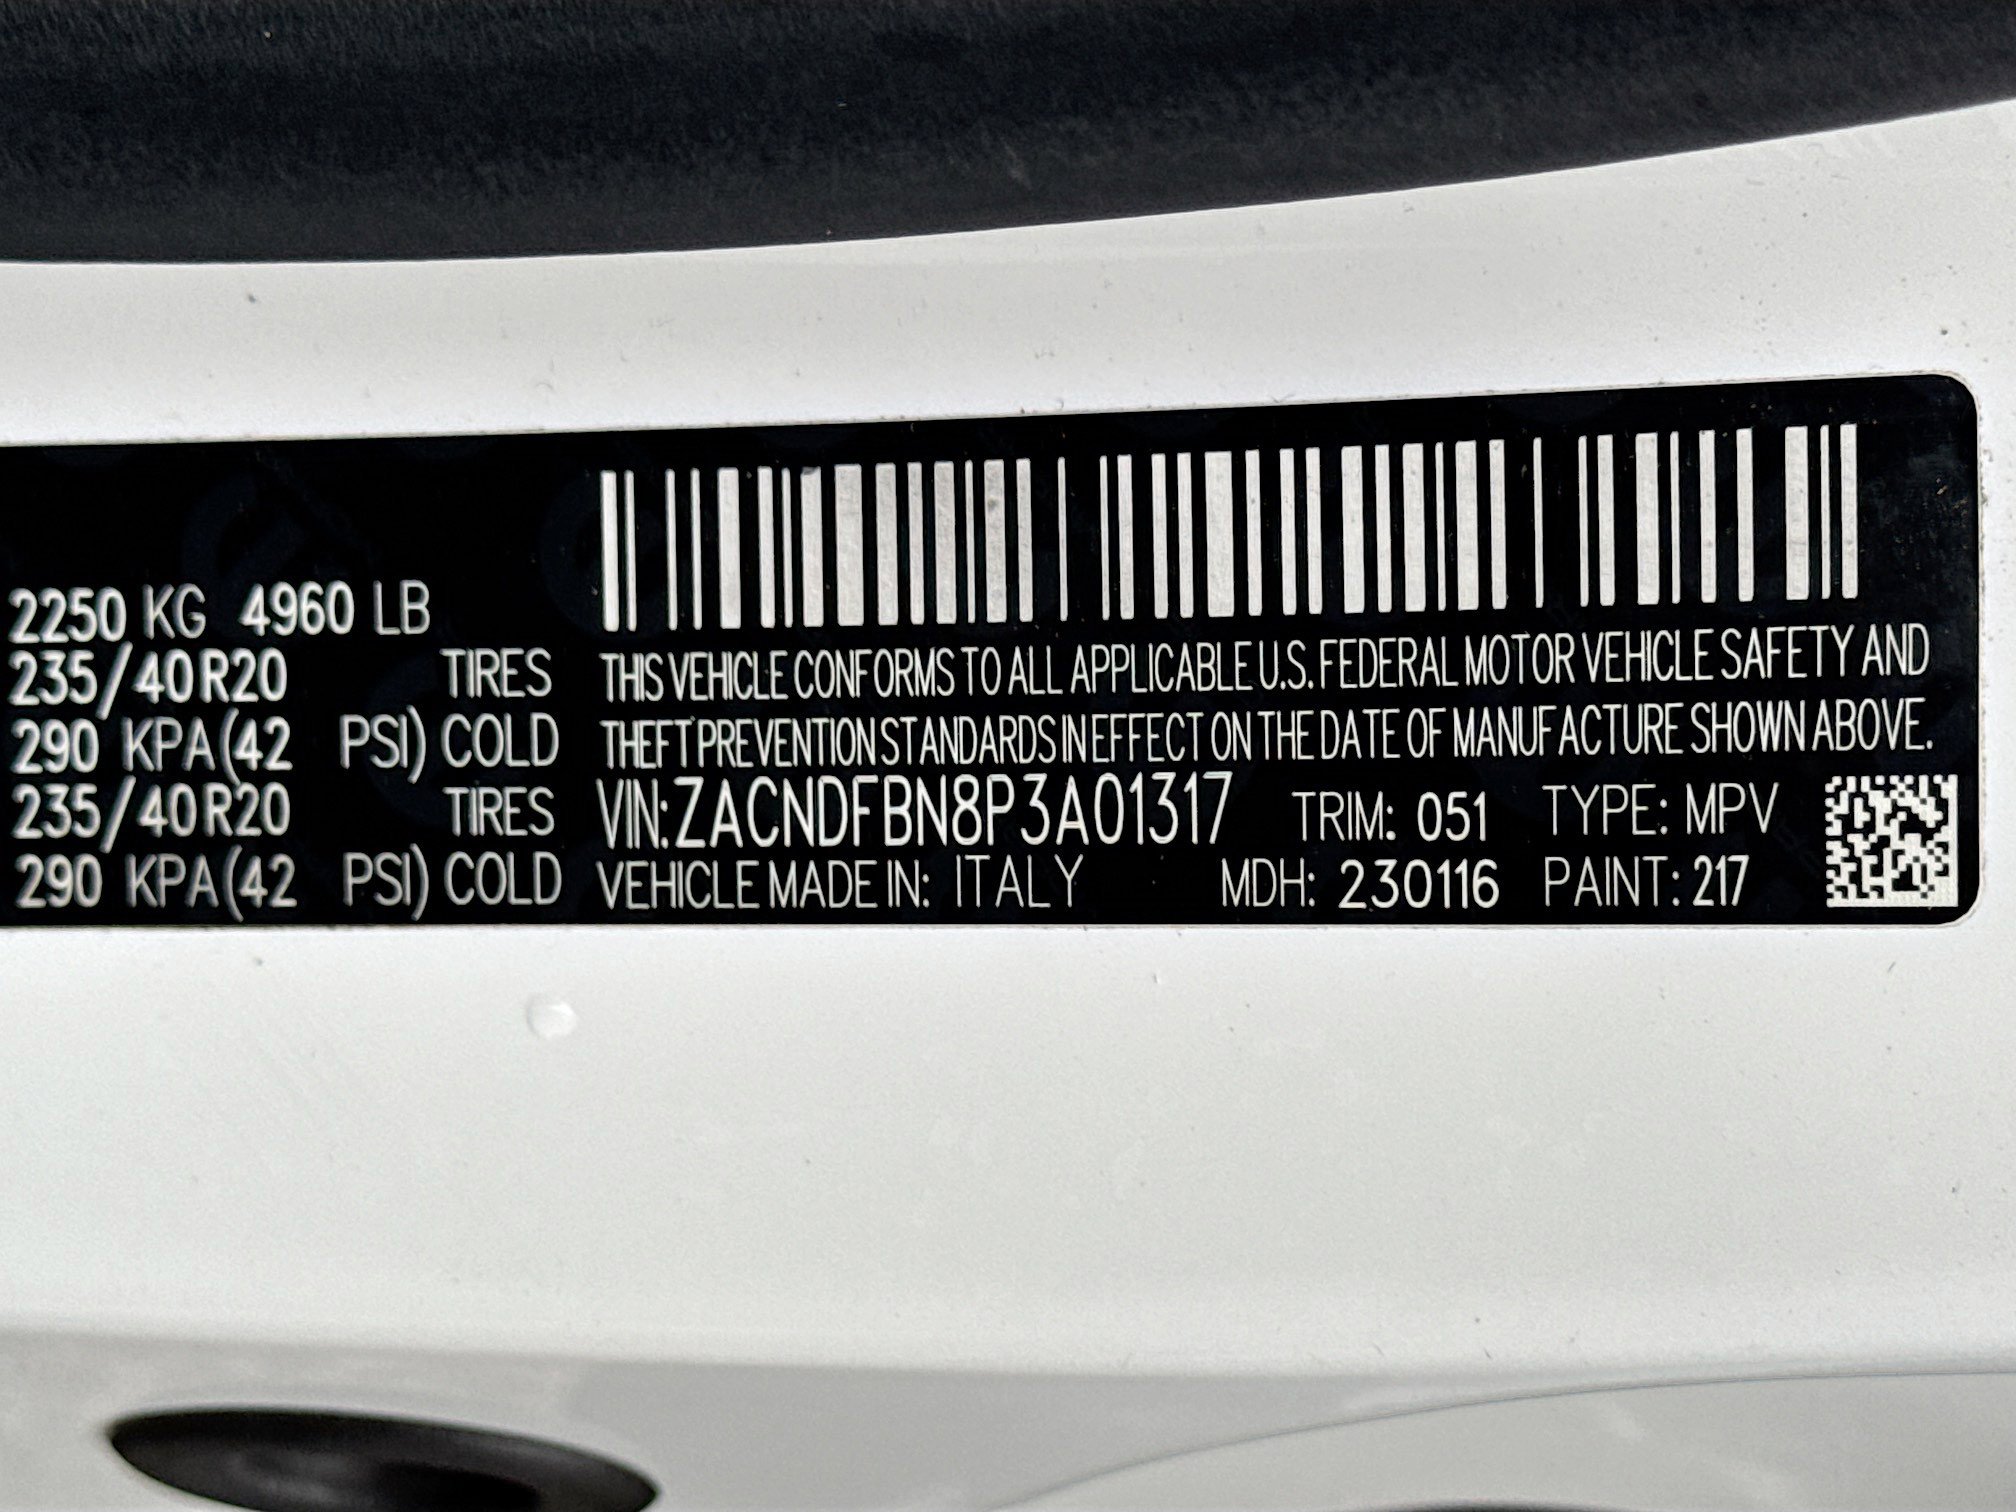 2250 KG 4960 LB
235/40R20 TIRES
290 KPA(42 PSI) COLD
235/40R20 TIRES
290 KPA(42 PSI) COLD
THIS VEHICLE CONFORMS TO ALL APPLICABLE U.S. FEDERAL MOTOR VEHICLE SAFETY AND
THEFT PREVENTION STANDARDS IN EFFECT ON THE DATE OF MANUFACTURE SHOWN ABOVE.
VIN: ZACNDFBN8P3A01317 TRIM: 051 TYPE: MPV
VEHICLE MADE IN: ITALY MDH: 230116 PAINT: 217